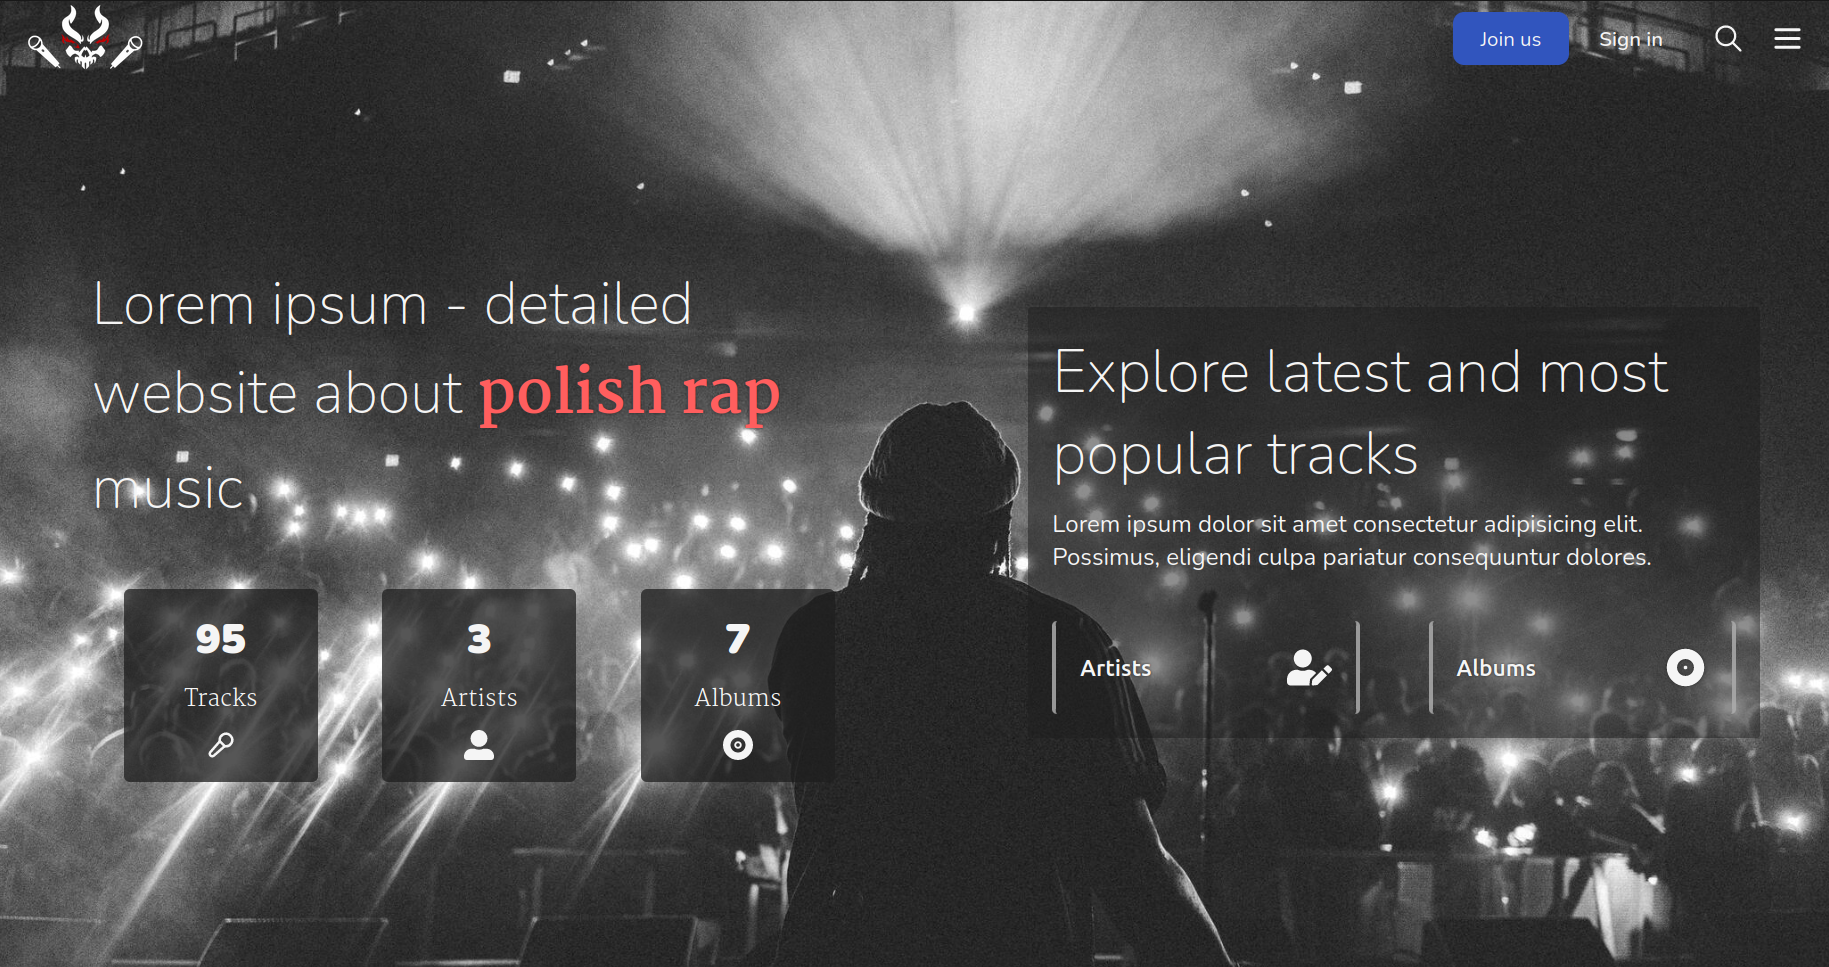 Join us
Sign in
Lorem ipsum - detailed
website about polish rap
music
95
Tracks
3
Artists
7
Albums
Explore latest and most
popular tracks
Lorem ipsum dolor sit amet consectetur adipisicing elit.
Possimus, eligendi culpa pariatur consequuntur dolores.
Artists
Albums